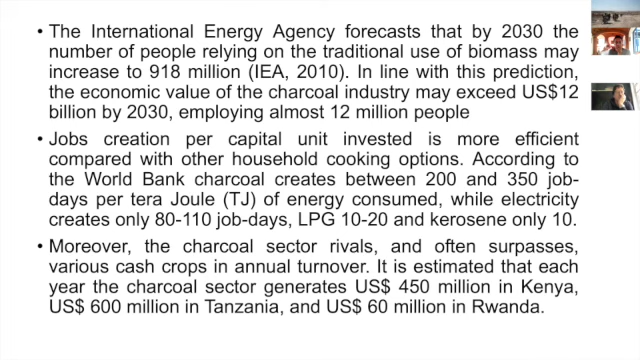 • The International Energy Agency forecasts that by 2030 the
number of people relying on the traditional use of biomass may
increase to 918 million (IEA, 2010). In line with this prediction,
the economic value of the charcoal industry may exceed US$12
billion by 2030, employing almost 12 million people
• Jobs creation per capital unit invested is more efficient
compared with other household cooking options. According to
the World Bank charcoal creates between 200 and 350 job-
days per tera Joule (TJ) of energy consumed, while electricity
creates only 80-110 job-days, LPG 10-20 and kerosene only 10.
• Moreover, the charcoal sector rivals, and often surpasses,
various cash crops in annual turnover. It is estimated that each
year the charcoal sector generates US$ 450 million in Kenya,
US$ 600 million in Tanzania, and US$ 60 million in Rwanda.